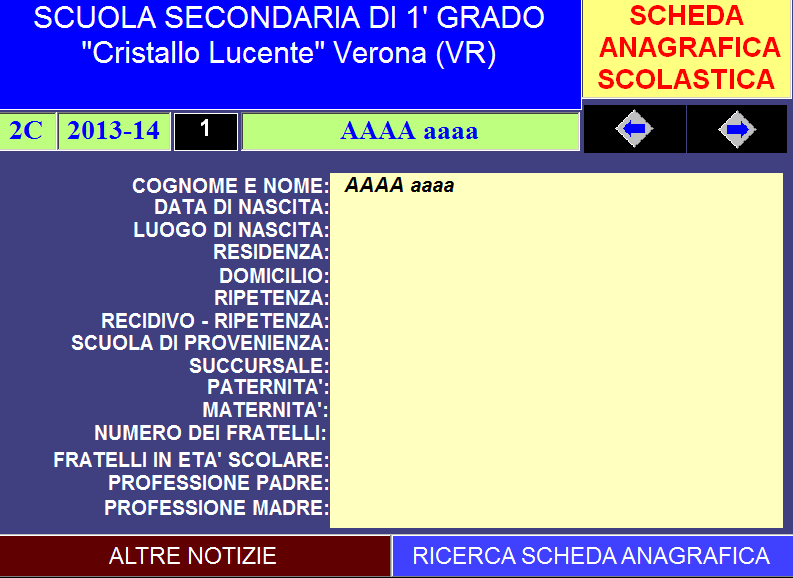 SCUOLA SECONDARIA DI 1' GRADO
"Cristallo Lucente" Verona (VR)
SCHEDA
ANAGRAFICA
SCOLASTICA
2C 2013-14 1 AAAA aaaa
COGNOME E NOME: AAAA aaaa
DATA DI NASCITA:
LUOGO DI NASCITA:
RESIDENZA:
DOMICILIO:
RIPETENZA:
RECIDIVO - RIPETENZA:
SCUOLA DI PROVENIENZA:
SUCCURSALE:
PATERNITA':
MATERNITA':
NUMERO DEI FRATELLI:
FRATELLI IN ETA' SCOLARE:
PROFESSIONE PADRE:
PROFESSIONE MADRE:
ALTRE NOTIZIE
RICERCA SCHEDA ANAGRAFICA